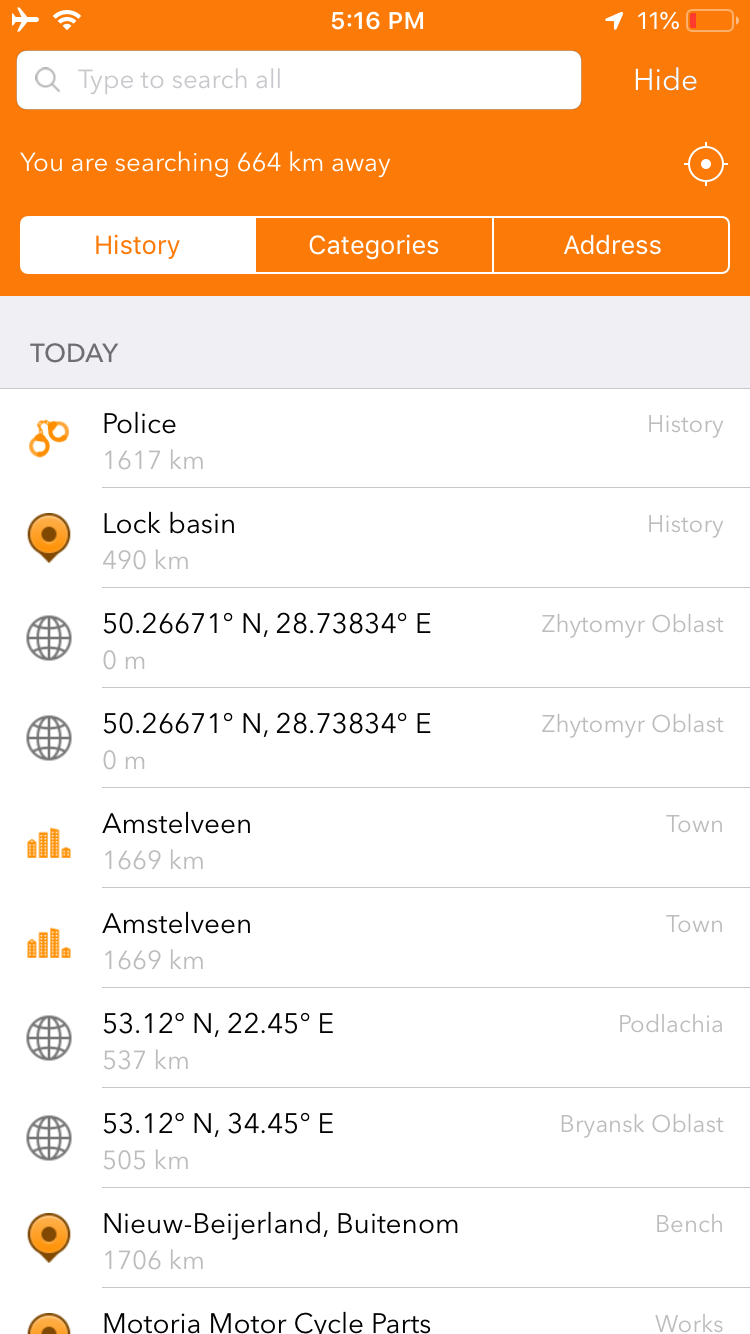 5:16 PM 11%
Type to search all Hide
You are searching 664 km away
History Categories Address
TODAY
Police History
1617 km
Lock basin History
490 km
50.26671° N, 28.73834° E Zhytomyr Oblast
0 m
50.26671° N, 28.73834° E Zhytomyr Oblast
0 m
Amstelveen Town
1669 km
Amstelveen Town
1669 km
53.12° N, 22.45° E Podlachia
537 km
53.12° N, 34.45° E Bryansk Oblast
505 km
Nieuw-Beijerland, Buitenom Bench
1706 km
Motoria Motor Cycle Parts Works